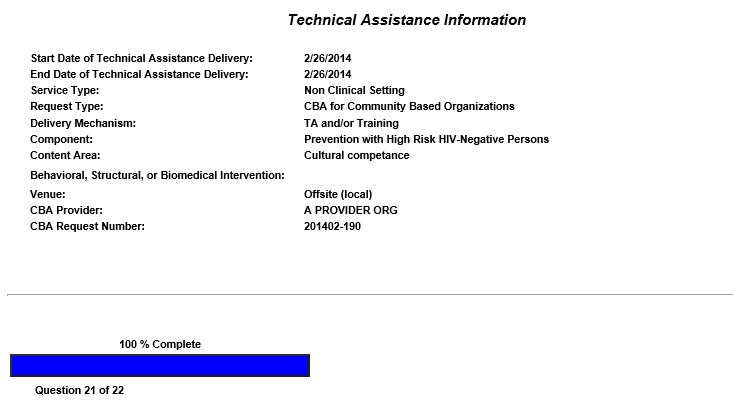 Technical Assistance Information
Start Date of Technical Assistance Delivery: 2/26/2014
End Date of Technical Assistance Delivery: 2/26/2014
Service Type: Non Clinical Setting
Request Type: CBA for Community Based Organizations
Delivery Mechanism: TA and/or Training
Component: Prevention with High Risk HIV-Negative Persons
Content Area: Cultural competance
Behavioral, Structural, or Biomedical Intervention:
Venue: Offsite (local)
CBA Provider: A PROVIDER ORG
CBA Request Number: 201402-190
100 % Complete
Question 21 of 22